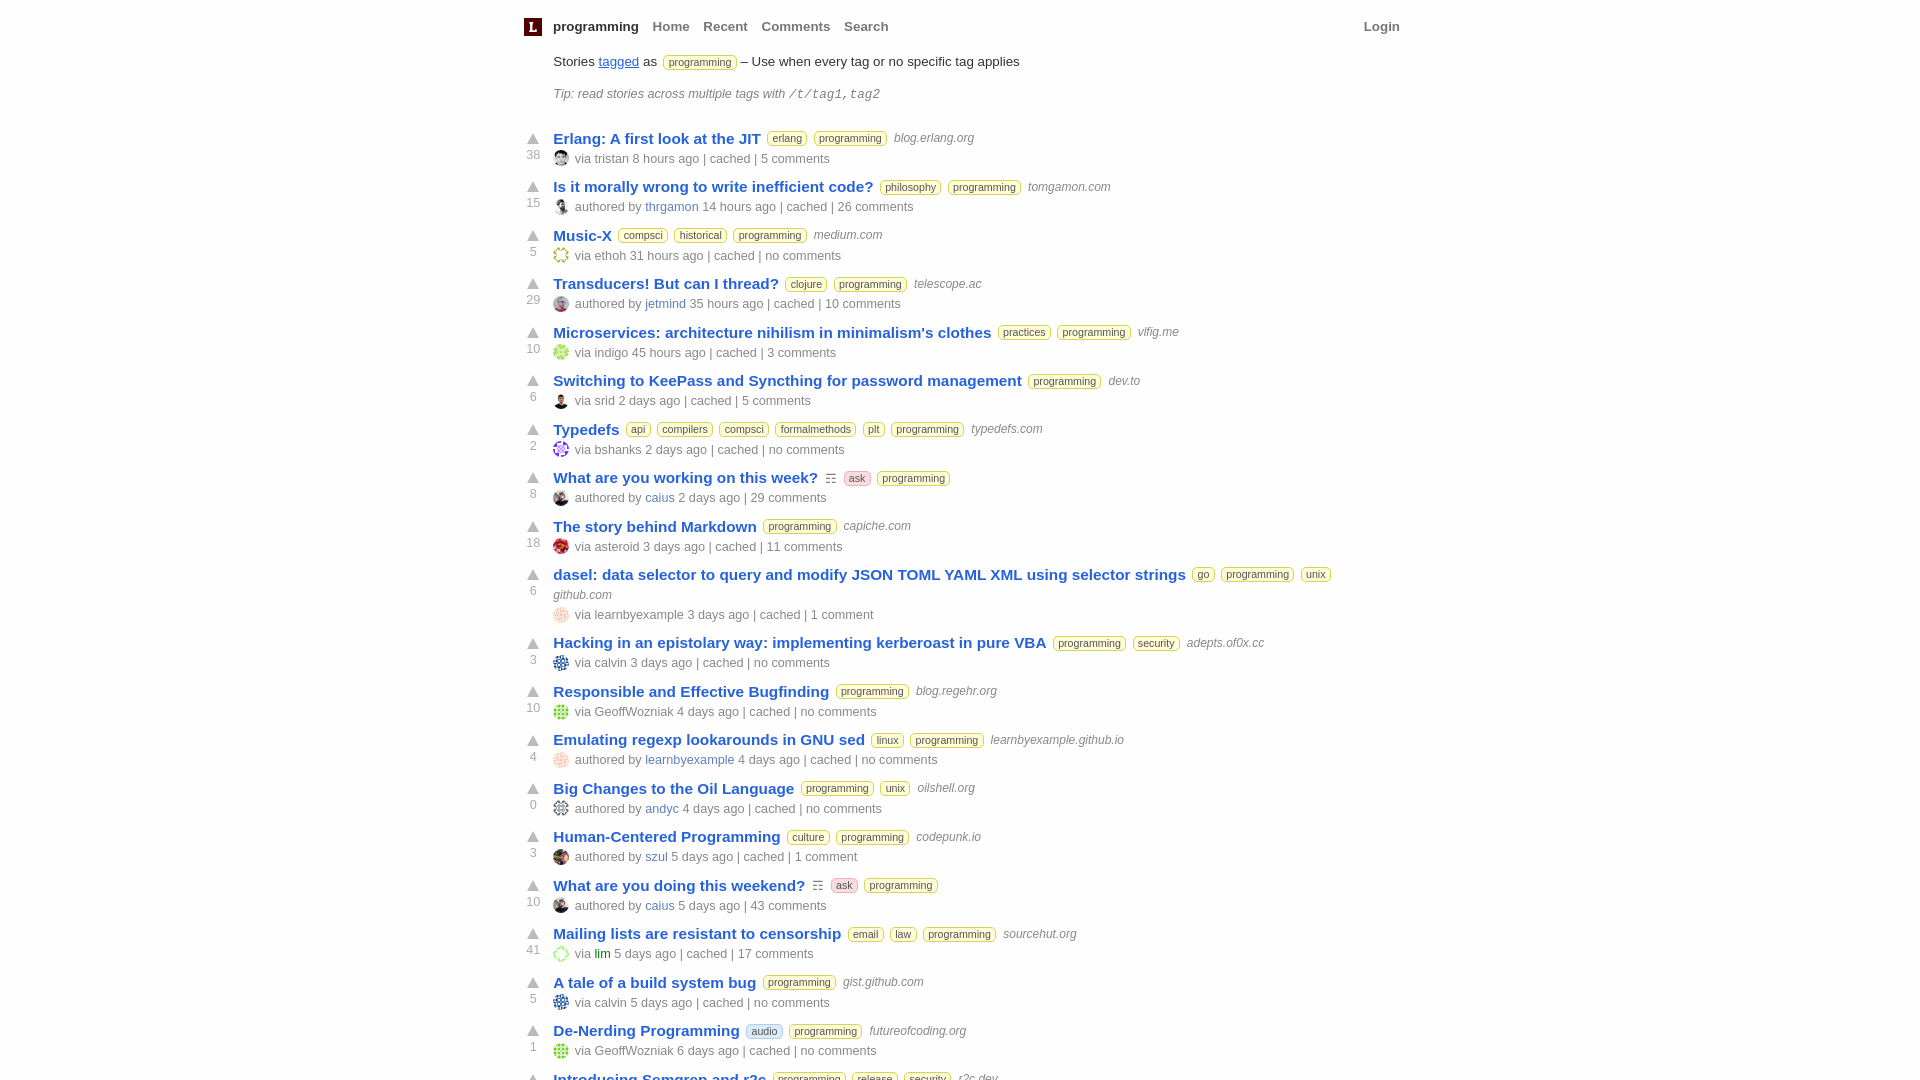 L programming Home Recent Comments Search Login
Stories tagged as programming – Use when every tag or no specific tag applies
Tip: read stories across multiple tags with /t/tag1,tag2
Erlang: A first look at the JIT erlang programming blog.erlang.org
38 via tristan 8 hours ago | cached | 5 comments
Is it morally wrong to write inefficient code? philosophy programming tomgamon.com
15 authored by thrgamon 14 hours ago | cached | 26 comments
Music-X compsci historical programming medium.com
5 via ethoh 31 hours ago | cached | no comments
Transducers! But can I thread? clojure programming telescope.ac
29 authored by jetmind 35 hours ago | cached | 10 comments
Microservices: architecture nihilism in minimalism's clothes practices programming vlfig.me
10 via indigo 45 hours ago | cached | 3 comments
Switching to KeePass and Syncthing for password management programming dev.to
6 via srid 2 days ago | cached | 5 comments
Typedefs api compilers compsci formalmethods plt programming typedefs.com
2 via bshanks 2 days ago | cached | no comments
What are you working on this week? ☶ ask programming
8 authored by caius 2 days ago | 29 comments
The story behind Markdown programming capiche.com
18 via asteroid 3 days ago | cached | 11 comments
dasel: data selector to query and modify JSON TOML YAML XML using selector strings go programming unix
6 github.com
via learnbyexample 3 days ago | cached | 1 comment
Hacking in an epistolary way: implementing kerberoast in pure VBA programming security adepts.of0x.cc
3 via calvin 3 days ago | cached | no comments
Responsible and Effective Bugfinding programming blog.regehr.org
10 via GeoffWozniak 4 days ago | cached | no comments
Emulating regexp lookarounds in GNU sed linux programming learnbyexample.github.io
4 authored by learnbyexample 4 days ago | cached | no comments
Big Changes to the Oil Language programming unix oilshell.org
0 authored by andyc 4 days ago | cached | no comments
Human-Centered Programming culture programming codepunk.io
3 authored by szul 5 days ago | cached | 1 comment
What are you doing this weekend? ☶ ask programming
10 authored by caius 5 days ago | 43 comments
Mailing lists are resistant to censorship email law programming sourcehut.org
41 via lim 5 days ago | cached | 17 comments
A tale of a build system bug programming gist.github.com
5 via calvin 5 days ago | cached | no comments
De-Nerding Programming audio programming futureofcoding.org
1 via GeoffWozniak 6 days ago | cached | no comments
Introducing Semgrep and r2c programming release security r2c.dev